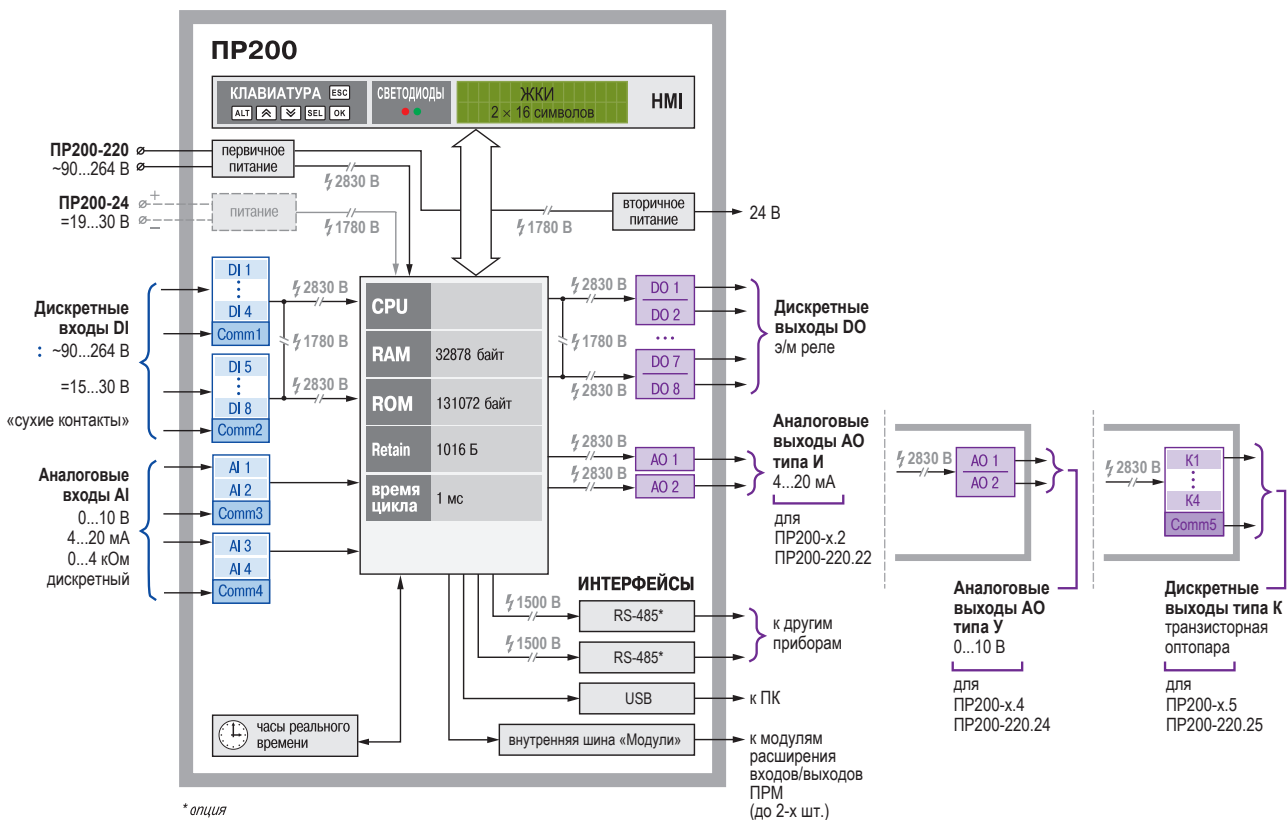 ПР200
КЛАВИАТУРА ESC
ALT SEL OK
СВЕТОДИОДЫ
ЖКИ
2 × 16 символов
HMI
ПР200-220
~90...264 В
первичное
питание
2830 В
ПР200-24
=19...30 В
+
−
питание
1780 В
1780 В
вторичное
питание
24 В
Дискретные
входы DI
: ~90...264 В
=15...30 В
«сухие контакты»
DI 1
DI 4
Comm1
DI 5
DI 8
Comm2
2830 В
1780 В
2830 В
Аналоговые
входы AI
0...10 В
4...20 мА
0...4 кОм
дискретный
AI 1
AI 2
Comm3
AI 3
AI 4
Comm4
CPU
RAM 32878 байт
ROM 131072 байт
Retain 1016 Б
время
цикла
1 мс
2830 В
1780 В
2830 В
DO 1
DO 2
...
DO 7
DO 8
Дискретные
выходы DO
э/м реле
2830 В
2830 В
AO 1
AO 2
Аналоговые
выходы АО
типа И
4...20 мА
для
ПР200-х.2
ПР200-220.22
2830 В
AO 1
AO 2
Аналоговые
выходы АО
типа У
0...10 В
для
ПР200-х.4
ПР200-220.24
2830 В
К1
К4
Comm5
Дискретные
выходы типа К
транзисторная
оптопара
для
ПР200-х.5
ПР200-220.25
ИНТЕРФЕЙСЫ
1500 В
RS-485*
1500 В
RS-485*
к другим
приборам
USB
к ПК
внутренняя шина «Модули»
к модулям
расширения
входов/выходов
ПРМ
(до 2-х шт.)
часы реального
времени
* опция